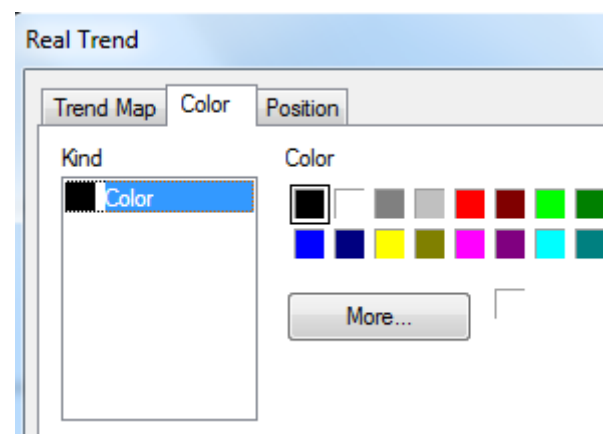 Real Trend
Trend Map Color Position
Kind Color
Color
More...